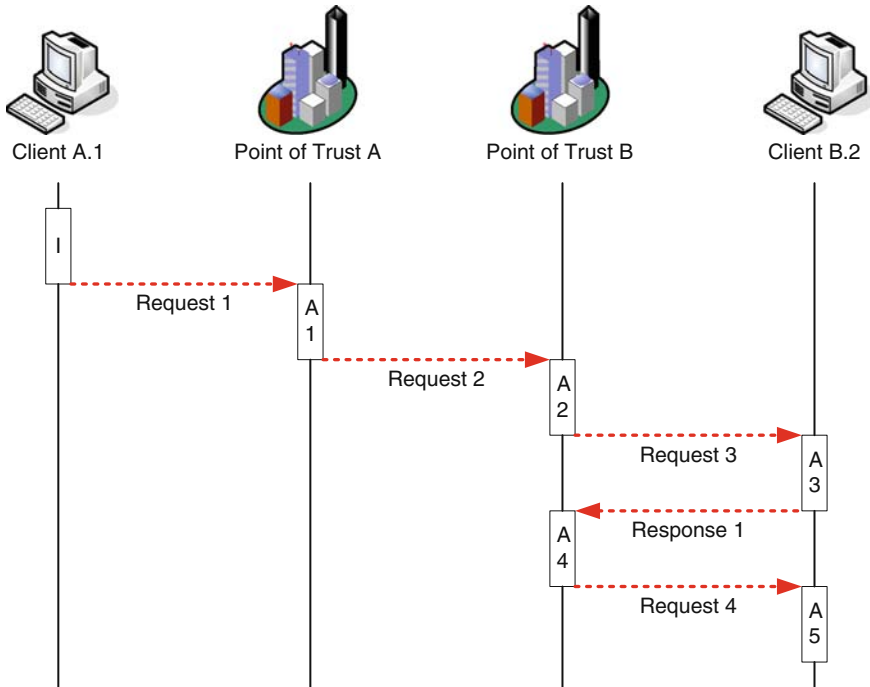 Client A.1
Point of Trust A
Point of Trust B
Client B.2
I
Request 1
A
1
Request 2
A
2
Request 3
A
3
Response 1
A
4
Request 4
A
5